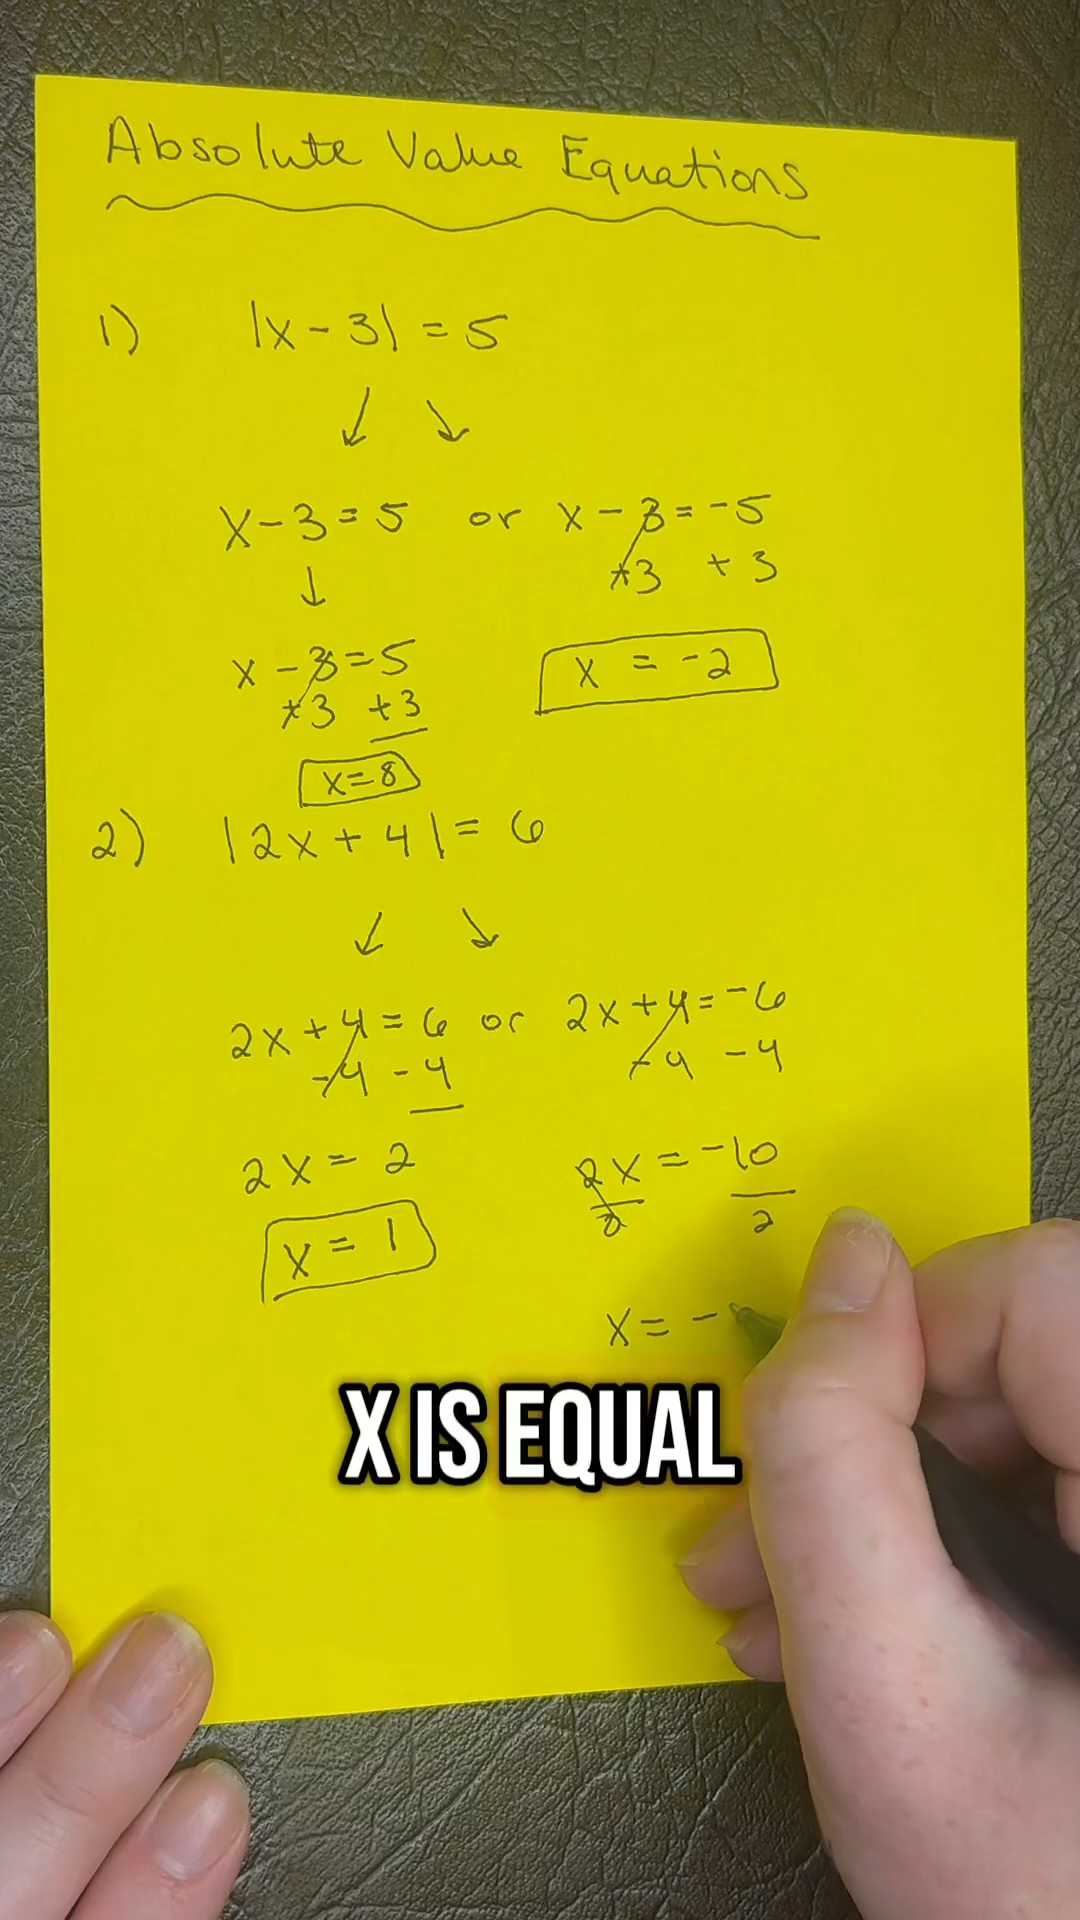 Absolute Value Equations
1) |x - 3| = 5
↙ ↘
x - 3 = 5 or x - 3 = -5
↓ +3 +3
x - 3 = 5
+3 +3
x = -2
x = 8
2) |2x + 4| = 6
↙ ↘
2x + 4 = 6 or 2x + 4 = -6
-4 -4 -4 -4
2x = 2
2x = -10
2 2
x = 1
x = -
X IS EQUAL